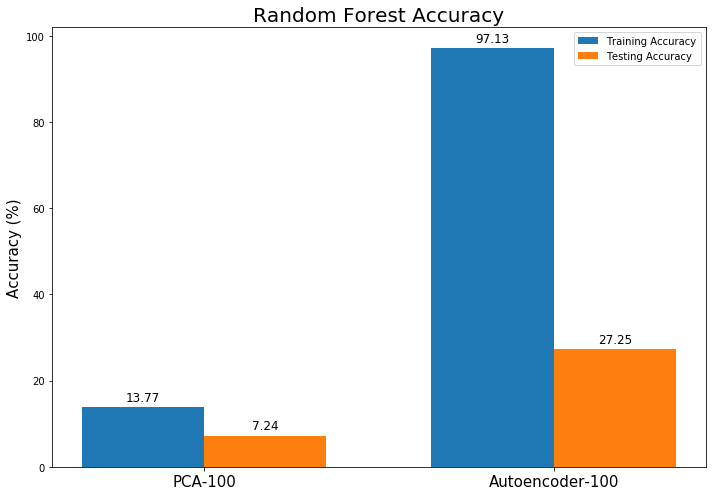 Random Forest Accuracy
Training Accuracy
Testing Accuracy
Accuracy (%)
100
80
60
40
20
0
13.77
7.24
97.13
27.25
PCA-100
Autoencoder-100